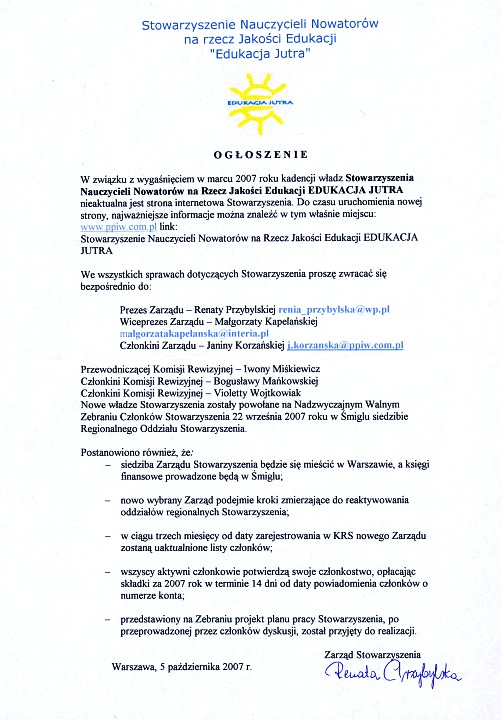 Stowarzyszenie Nauczycieli Nowatorów
na rzecz Jakości Edukacji
"Edukacja Jutra"
EDUKACJA JUTRA
OGŁOSZENIE
W związku z wygaśnięciem w marcu 2007 roku kadencji władz Stowarzyszenia
Nauczycieli Nowatorów na Rzecz Jakości Edukacji EDUKACJA JUTRA
nieaktualna jest strona internetowa Stowarzyszenia. Do czasu uruchomienia nowej
strony, najważniejsze informacje można znaleźć w tym właśnie miejscu:
www.ppiw.com.pl link:
Stowarzyszenie Nauczycieli Nowatorów na Rzecz Jakości Edukacji EDUKACJA
JUTRA
We wszystkich sprawach dotyczących Stowarzyszenia proszę zwracać się
bezpośrednio do:
Prezes Zarządu – Renaty Przybylskiej renia_przybylska@wp.pl
Wiceprezes Zarządu – Małgorzaty Kapelańskiej
malgorzatakapelanska@interia.pl
Członkini Zarządu – Janiny Korzańskiej j.korzanska@ppiw.com.pl
Przewodniczącej Komisji Rewizyjnej – Iwony Miśkiewicz
Członkini Komisji Rewizyjnej – Bogusławy Mańkowskiej
Członkini Komisji Rewizyjnej – Violetty Wojtkowiak
Nowe władze Stowarzyszenia zostały powołane na Nadzwyczajnym Walnym
Zebraniu Członków Stowarzyszenia 22 września 2007 roku w Śmiglu siedzibie
Regionalnego Oddziału Stowarzyszenia.
Postanowiono również, że:
– siedziba Zarządu Stowarzyszenia będzie się mieścić w Warszawie, a księgi
finansowe prowadzone będą w Śmiglu;
– nowo wybrany Zarząd podejmie kroki zmierzające do reaktywowania
oddziałów regionalnych Stowarzyszenia;
– w ciągu trzech miesięcy od daty zarejestrowania w KRS nowego Zarządu
zostaną uaktualnione listy członków;
– wszyscy aktywni członkowie potwierdzą swoje członkostwo, opłacając
składki za 2007 rok w terminie 14 dni od daty powiadomienia członków o
numerze konta;
– przedstawiony na Zebraniu projekt planu pracy Stowarzyszenia, po
przeprowadzonej przez członków dyskusji, został przyjęty do realizacji.
Zarząd Stowarzyszenia
Warszawa, 5 października 2007 r.
Renata Przybylska